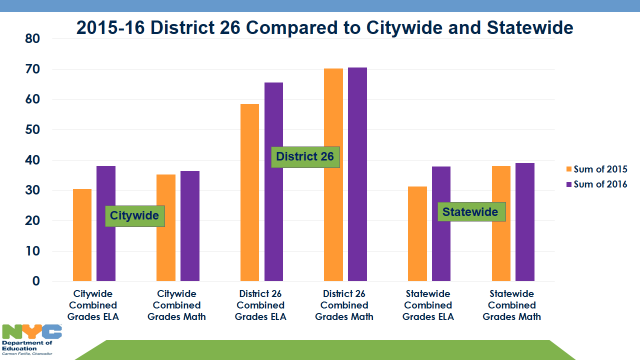 2015-16 District 26 Compared to Citywide and Statewide
80
70
60
50
40
30
20
10
0
Citywide
District 26
Statewide
Sum of 2015
Sum of 2016
Citywide
Combined
Grades ELA
Citywide
Combined
Grades Math
District 26
Combined
Grades ELA
District 26
Combined
Grades Math
Statewide
Combined
Grades ELA
Statewide
Combined
Grades Math
NYC
Department of
Education
Carmen Fariña, Chancellor